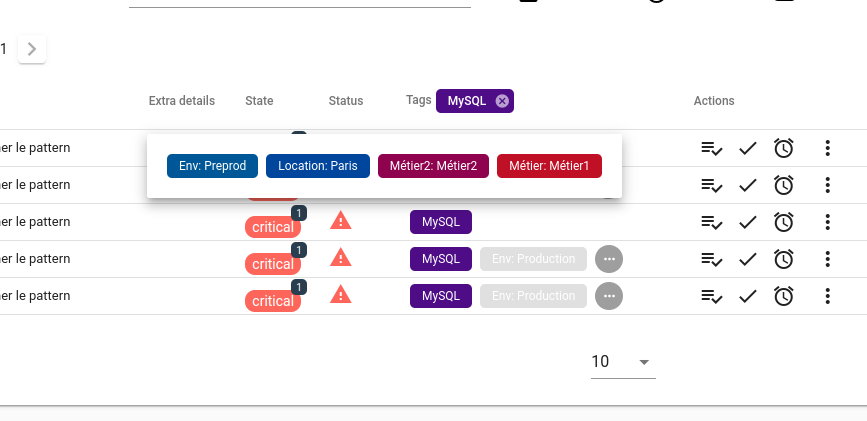 1
Extra details State Status Tags MySQL Actions
er le pattern
Env: Preprod Location: Paris Métier2: Métier2 Métier: Métier1
er le pattern
er le pattern critical 1 MySQL
er le pattern critical 1 MySQL Env: Production
er le pattern critical 1 MySQL Env: Production
10